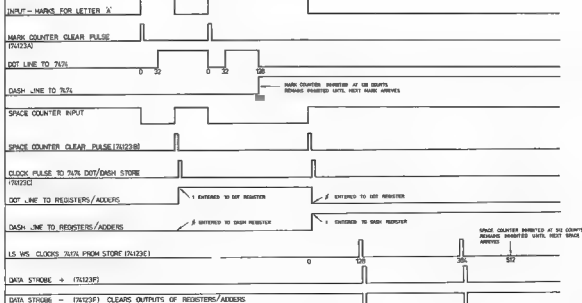 INPUT - MARKS FOR LETTER 'A'
MARK COUNTER CLEAR PULSE
(74123A)
DOT LINE TO 7474
0 32 0 32 128
DASH LINE TO 7474
MARK COUNTER INHIBITED AT 128 COUNTS
REMAINS INHIBITED UNTIL NEXT MARK ARRIVES
SPACE COUNTER INPUT
SPACE COUNTER CLEAR PULSE (74123B)
CLOCK PULSE TO 7474 DOT/DASH STORE
(74123C)
DOT LINE TO REGISTERS/ADDERS
1 ENTERED TO DOT REGISTER
Ø ENTERED TO DOT REGISTER
DASH LINE TO REGISTERS/ADDERS
Ø ENTERED TO DASH REGISTER
1 ENTERED TO DASH REGISTER
SPACE COUNTER INHIBITED AT 512 COUNTS
REMAINS INHIBITED UNTIL NEXT SPACE
ARRIVES
LS WS CLOCKS 74174 PROM STORE (74123E)
0 128 384 512
DATA STROBE + (74123F)
DATA STROBE - (74123F) CLEARS OUTPUTS OF REGISTERS/ADDERS